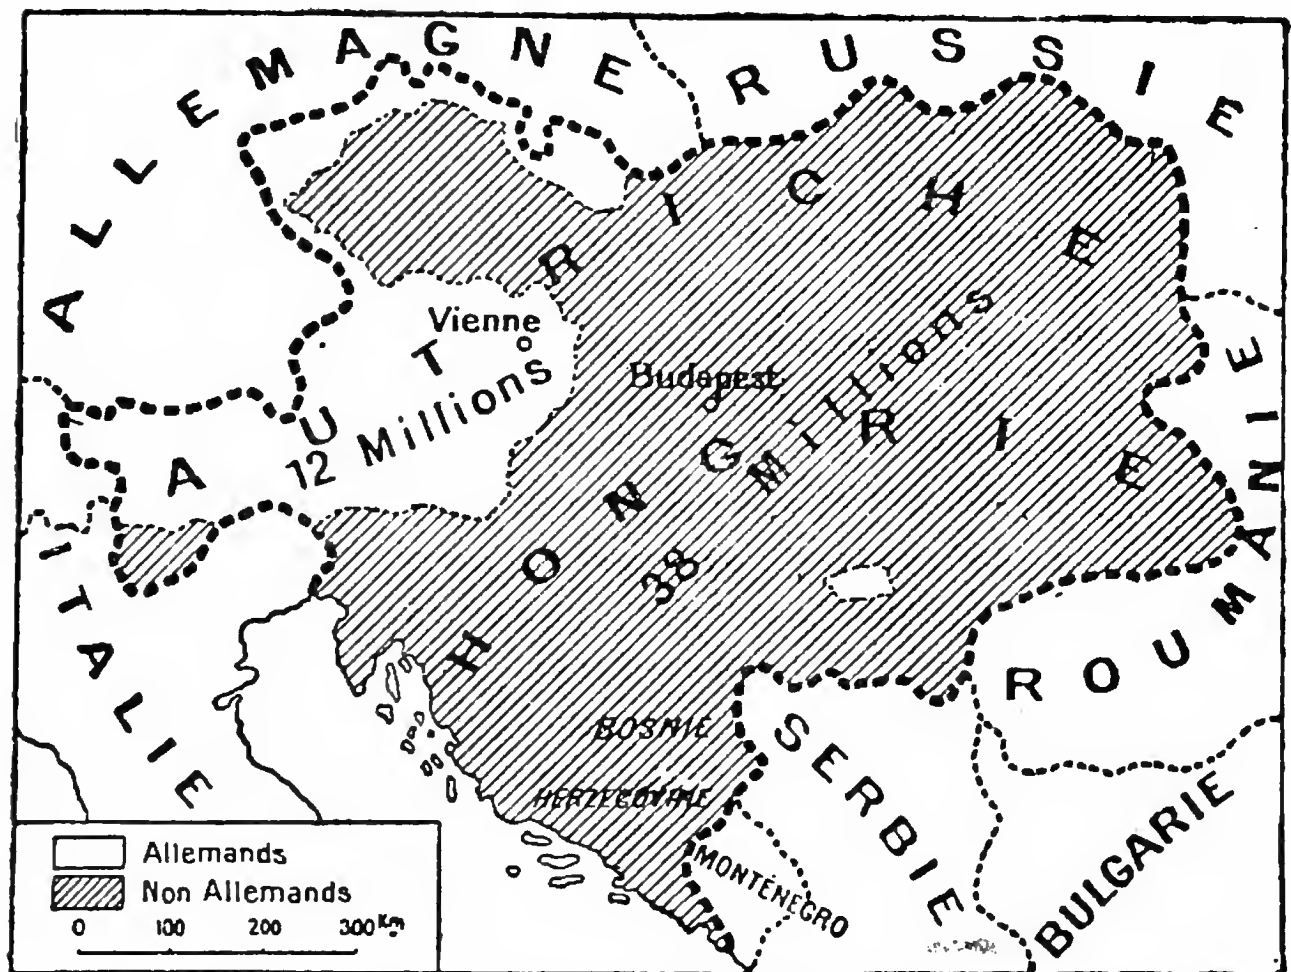 ALLEMAGNE
RUSSIE
AUTRICHE
HONGRIE
Vienne
12 Millions
Budapest
38 Millions
ITALIE
ROUMANIE
BOSNIE
HERZEGOVINE
SERBIE
MONTÉNEGRO
BULGARIE
Allemands
Non Allemands
0 100 200 300 Km